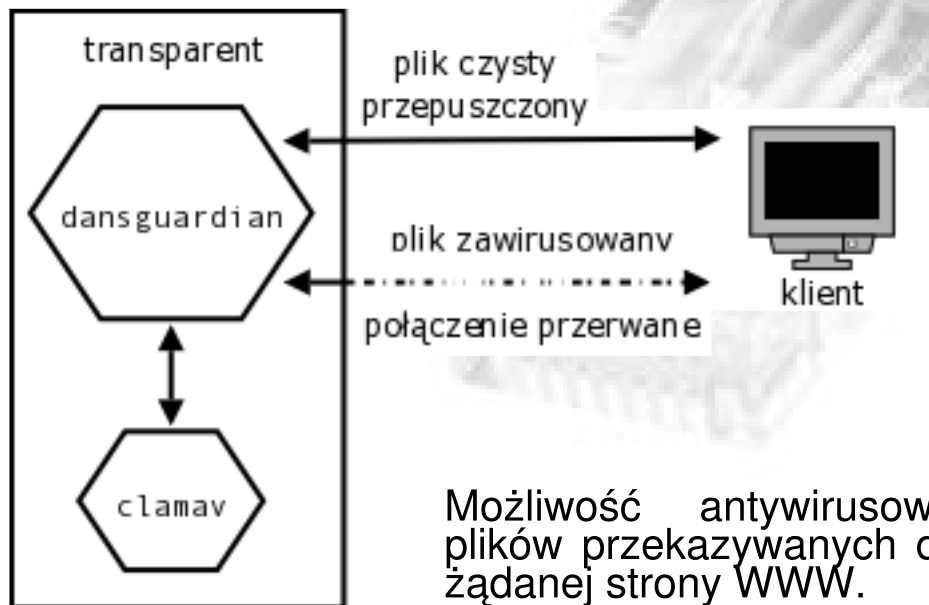 transparent
dansguardian
clamav
plik czysty
przepuszczony
plik zawirusowany
połączenie przerwane
klient
Możliwość antywirusow
plików przekazywanych
żądanej strony WWW.